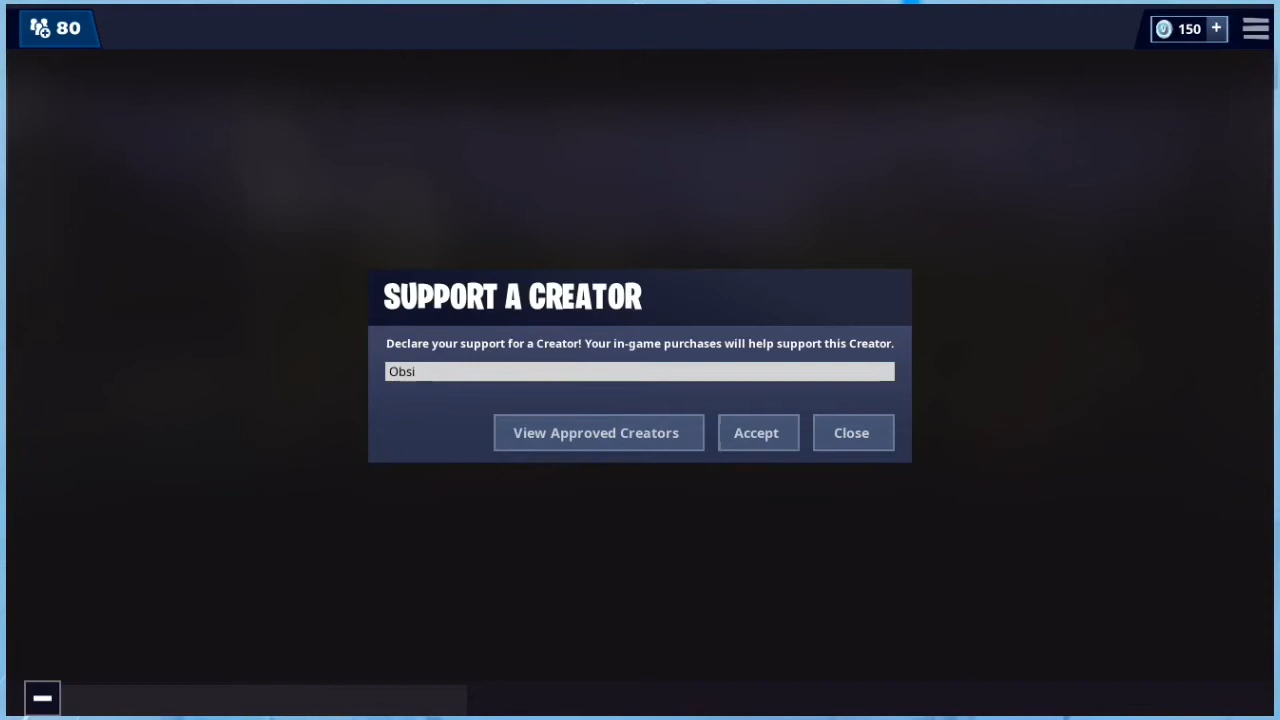 80
150 +
SUPPORT A CREATOR
Declare your support for a Creator! Your in-game purchases will help support this Creator.
Obsi
View Approved Creators Accept Close